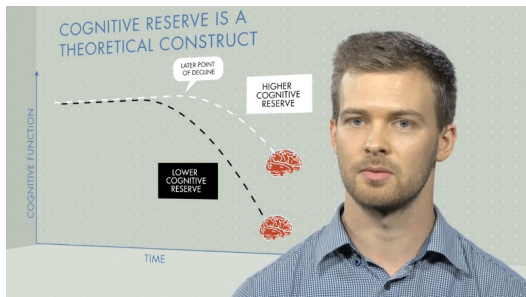 COGNITIVE RESERVE IS A
THEORETICAL CONSTRUCT
LATER POINT
OF DECLINE
HIGHER
COGNITIVE
RESERVE
COGNITIVE FUNCTION
LOWER
COGNITIVE
RESERVE
TIME